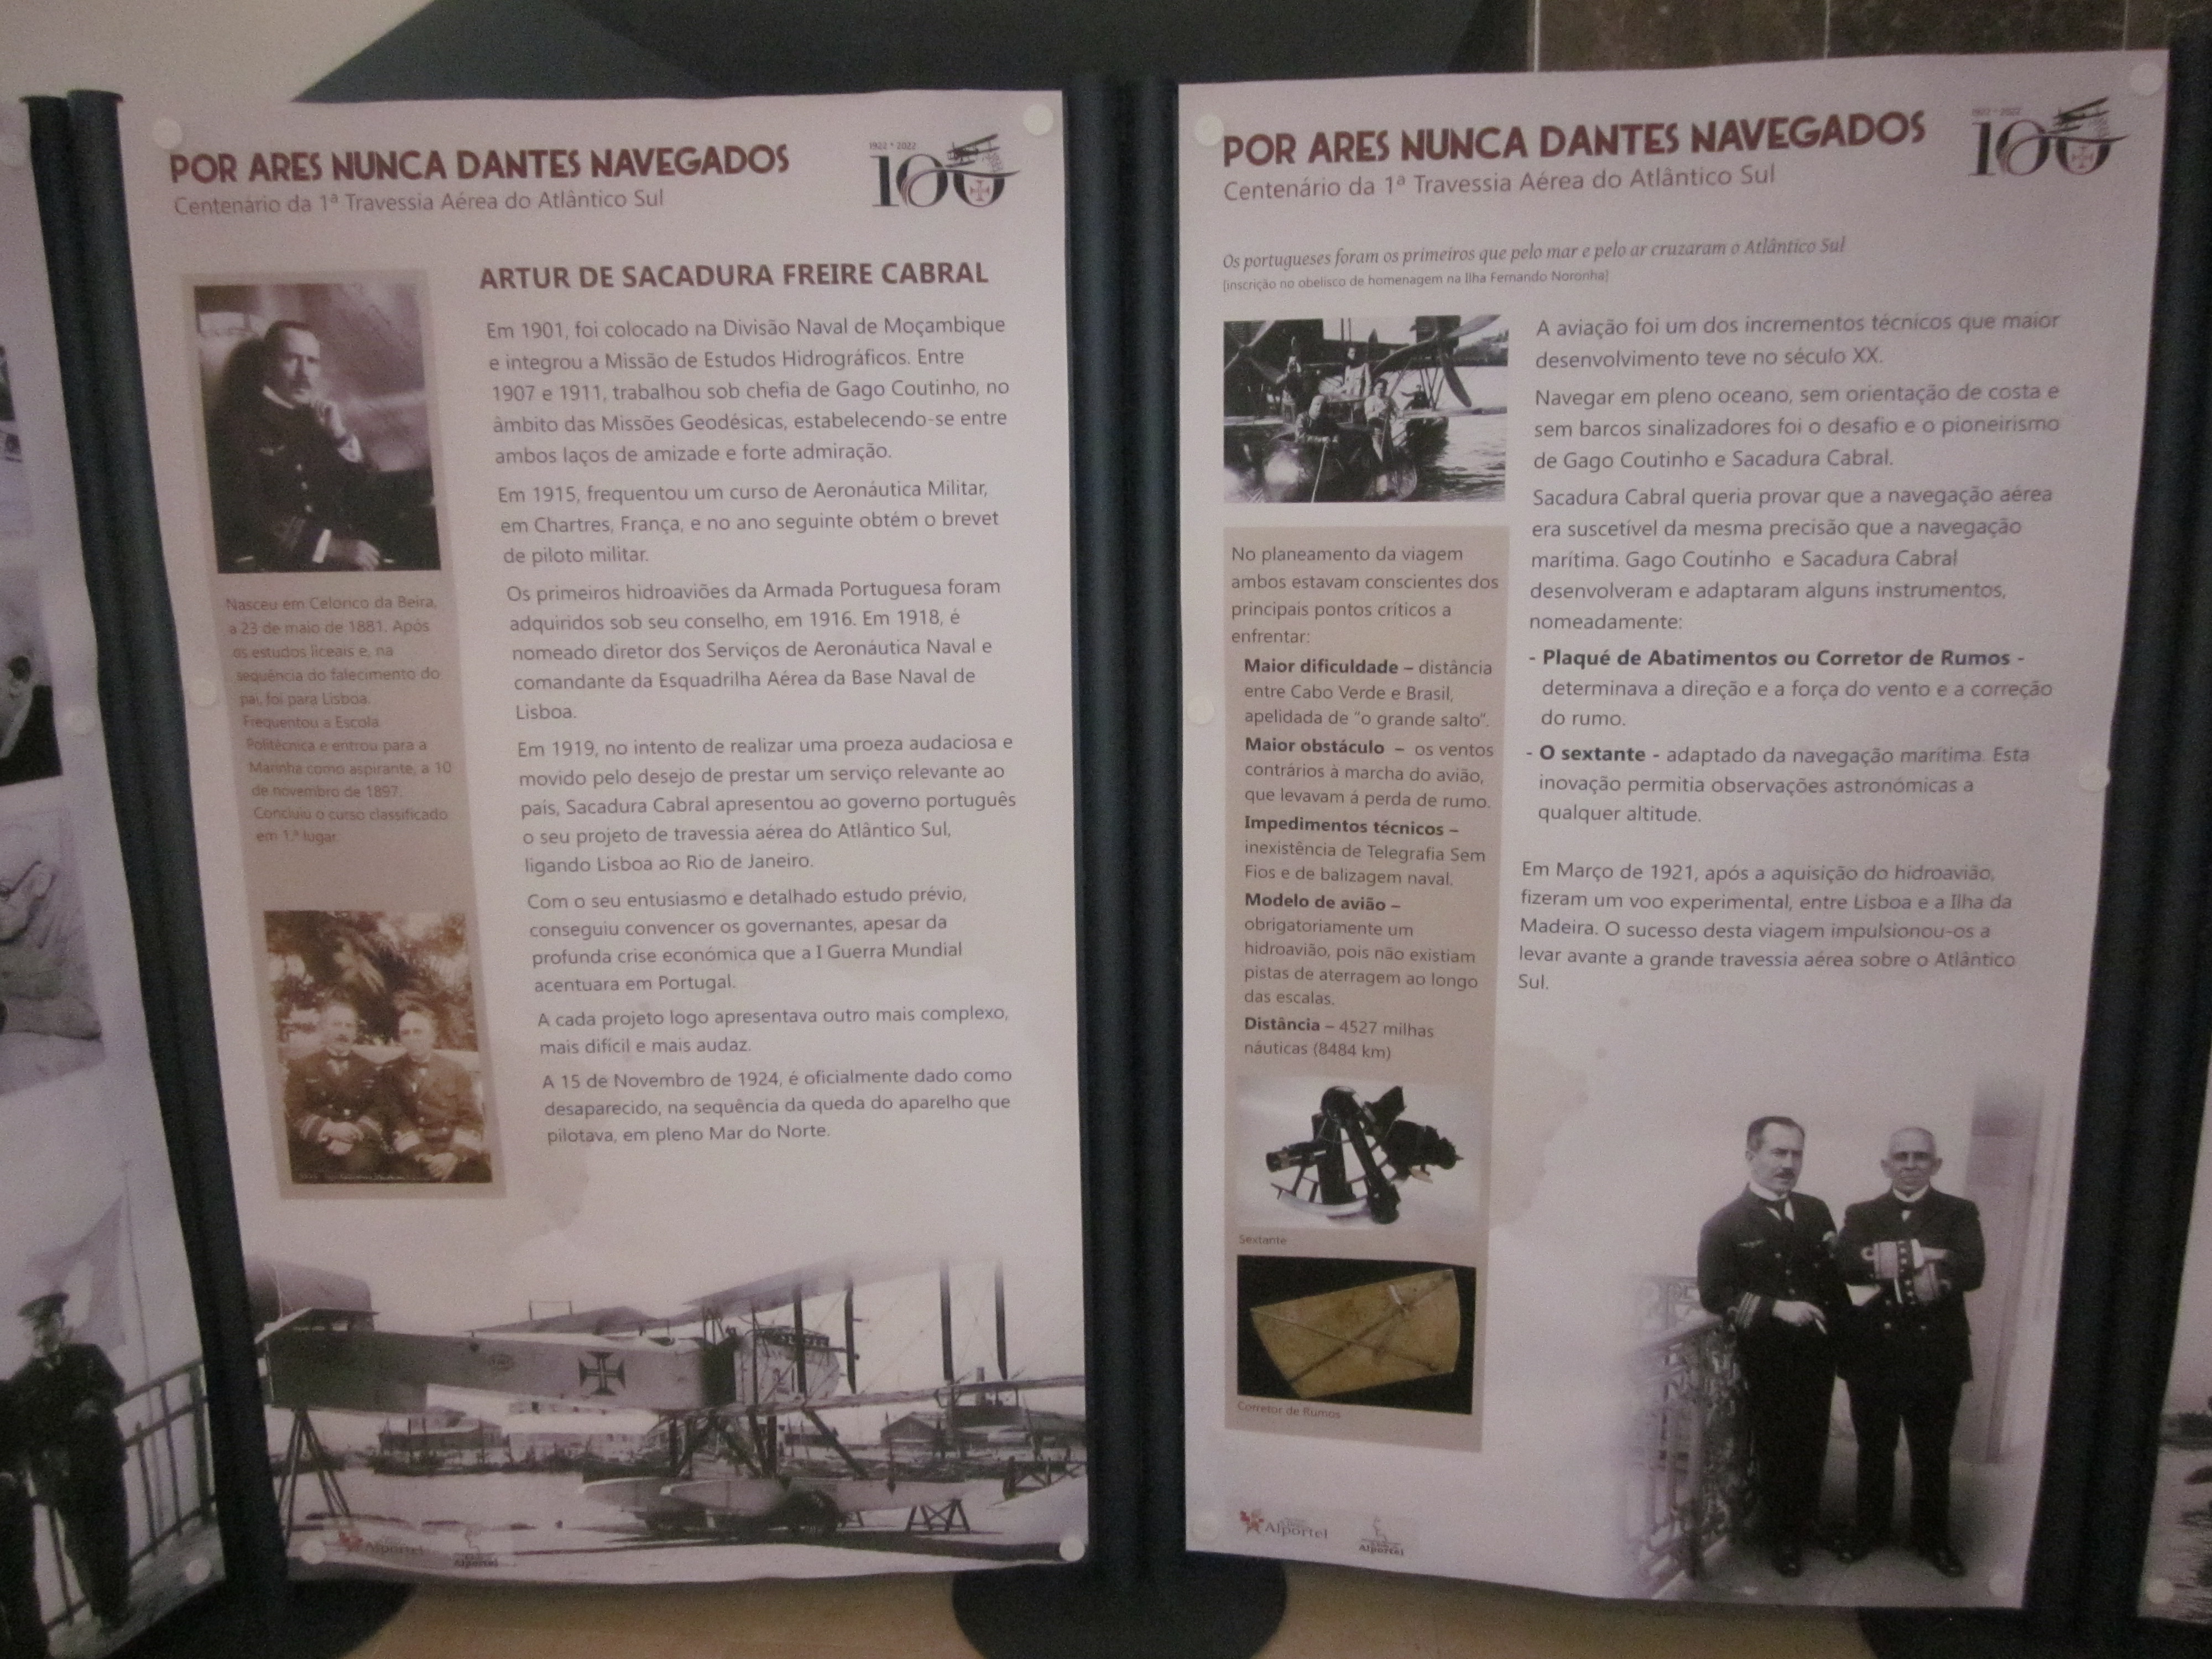 POR ARES NUNCA DANTES NAVEGADOS
Centenário da 1ª Travessia Aérea do Atlântico Sul
1922 * 2022
100
ARTUR DE SACADURA FREIRE CABRAL
Em 1901, foi colocado na Divisão Naval de Moçambique
e integrou a Missão de Estudos Hidrográficos. Entre
1907 e 1911, trabalhou sob chefia de Gago Coutinho, no
âmbito das Missões Geodésicas, estabelecendo-se entre
ambos laços de amizade e forte admiração.
Em 1915, frequentou um curso de Aeronáutica Militar,
em Chartres, França, e no ano seguinte obtém o brevet
de piloto militar.
Os primeiros hidroaviões da Armada Portuguesa foram
adquiridos sob seu conselho, em 1916. Em 1918, é
nomeado diretor dos Serviços de Aeronáutica Naval e
comandante da Esquadrilha Aérea da Base Naval de
Lisboa.
Em 1919, no intento de realizar uma proeza audaciosa e
movido pelo desejo de prestar um serviço relevante ao
país, Sacadura Cabral apresentou ao governo português
o seu projeto de travessia aérea do Atlântico Sul,
ligando Lisboa ao Rio de Janeiro.
Com o seu entusiasmo e detalhado estudo prévio,
conseguiu convencer os governantes, apesar da
profunda crise económica que a I Guerra Mundial
acentuara em Portugal.
A cada projeto logo apresentava outro mais complexo,
mais difícil e mais audaz.
A 15 de Novembro de 1924, é oficialmente dado como
desaparecido, na sequência da queda do aparelho que
pilotava, em pleno Mar do Norte.
Nasceu em Celorico da Beira,
a 23 de maio de 1881. Após
os estudos liceais e, na
sequência do falecimento do
pai, foi para Lisboa.
Frequentou a Escola
Politécnica e entrou para a
Marinha como aspirante, a 10
de novembro de 1897.
Concluiu o curso classificado
em 1.º lugar.
Alportel
Alportel
POR ARES NUNCA DANTES NAVEGADOS
Centenário da 1ª Travessia Aérea do Atlântico Sul
1922 * 2022
100
Os portugueses foram os primeiros que pelo mar e pelo ar cruzaram o Atlântico Sul
[inscrição no obelisco de homenagem na Ilha Fernando Noronha]
A aviação foi um dos incrementos técnicos que maior
desenvolvimento teve no século XX.
Navegar em pleno oceano, sem orientação de costa e
sem barcos sinalizadores foi o desafio e o pioneirismo
de Gago Coutinho e Sacadura Cabral.
Sacadura Cabral queria provar que a navegação aérea
era suscetível da mesma precisão que a navegação
marítima. Gago Coutinho e Sacadura Cabral
desenvolveram e adaptaram alguns instrumentos,
nomeadamente:
- Plaqué de Abatimentos ou Corretor de Rumos -
determinava a direção e a força do vento e a correção
do rumo.
- O sextante - adaptado da navegação marítima. Esta
inovação permitia observações astronómicas a
qualquer altitude.
Em Março de 1921, após a aquisição do hidroavião,
fizeram um voo experimental, entre Lisboa e a Ilha da
Madeira. O sucesso desta viagem impulsionou-os a
levar avante a grande travessia aérea sobre o Atlântico
Sul.
No planeamento da viagem
ambos estavam conscientes dos
principais pontos críticos a
enfrentar:
Maior dificuldade – distância
entre Cabo Verde e Brasil,
apelidada de "o grande salto".
Maior obstáculo – os ventos
contrários à marcha do avião,
que levavam á perda de rumo.
Impedimentos técnicos –
inexistência de Telegrafia Sem
Fios e de balizagem naval.
Modelo de avião –
obrigatoriamente um
hidroavião, pois não existiam
pistas de aterragem ao longo
das escalas.
Distância – 4527 milhas
náuticas (8484 km)
Sextante
Corretor de Rumos
Alportel
Alportel